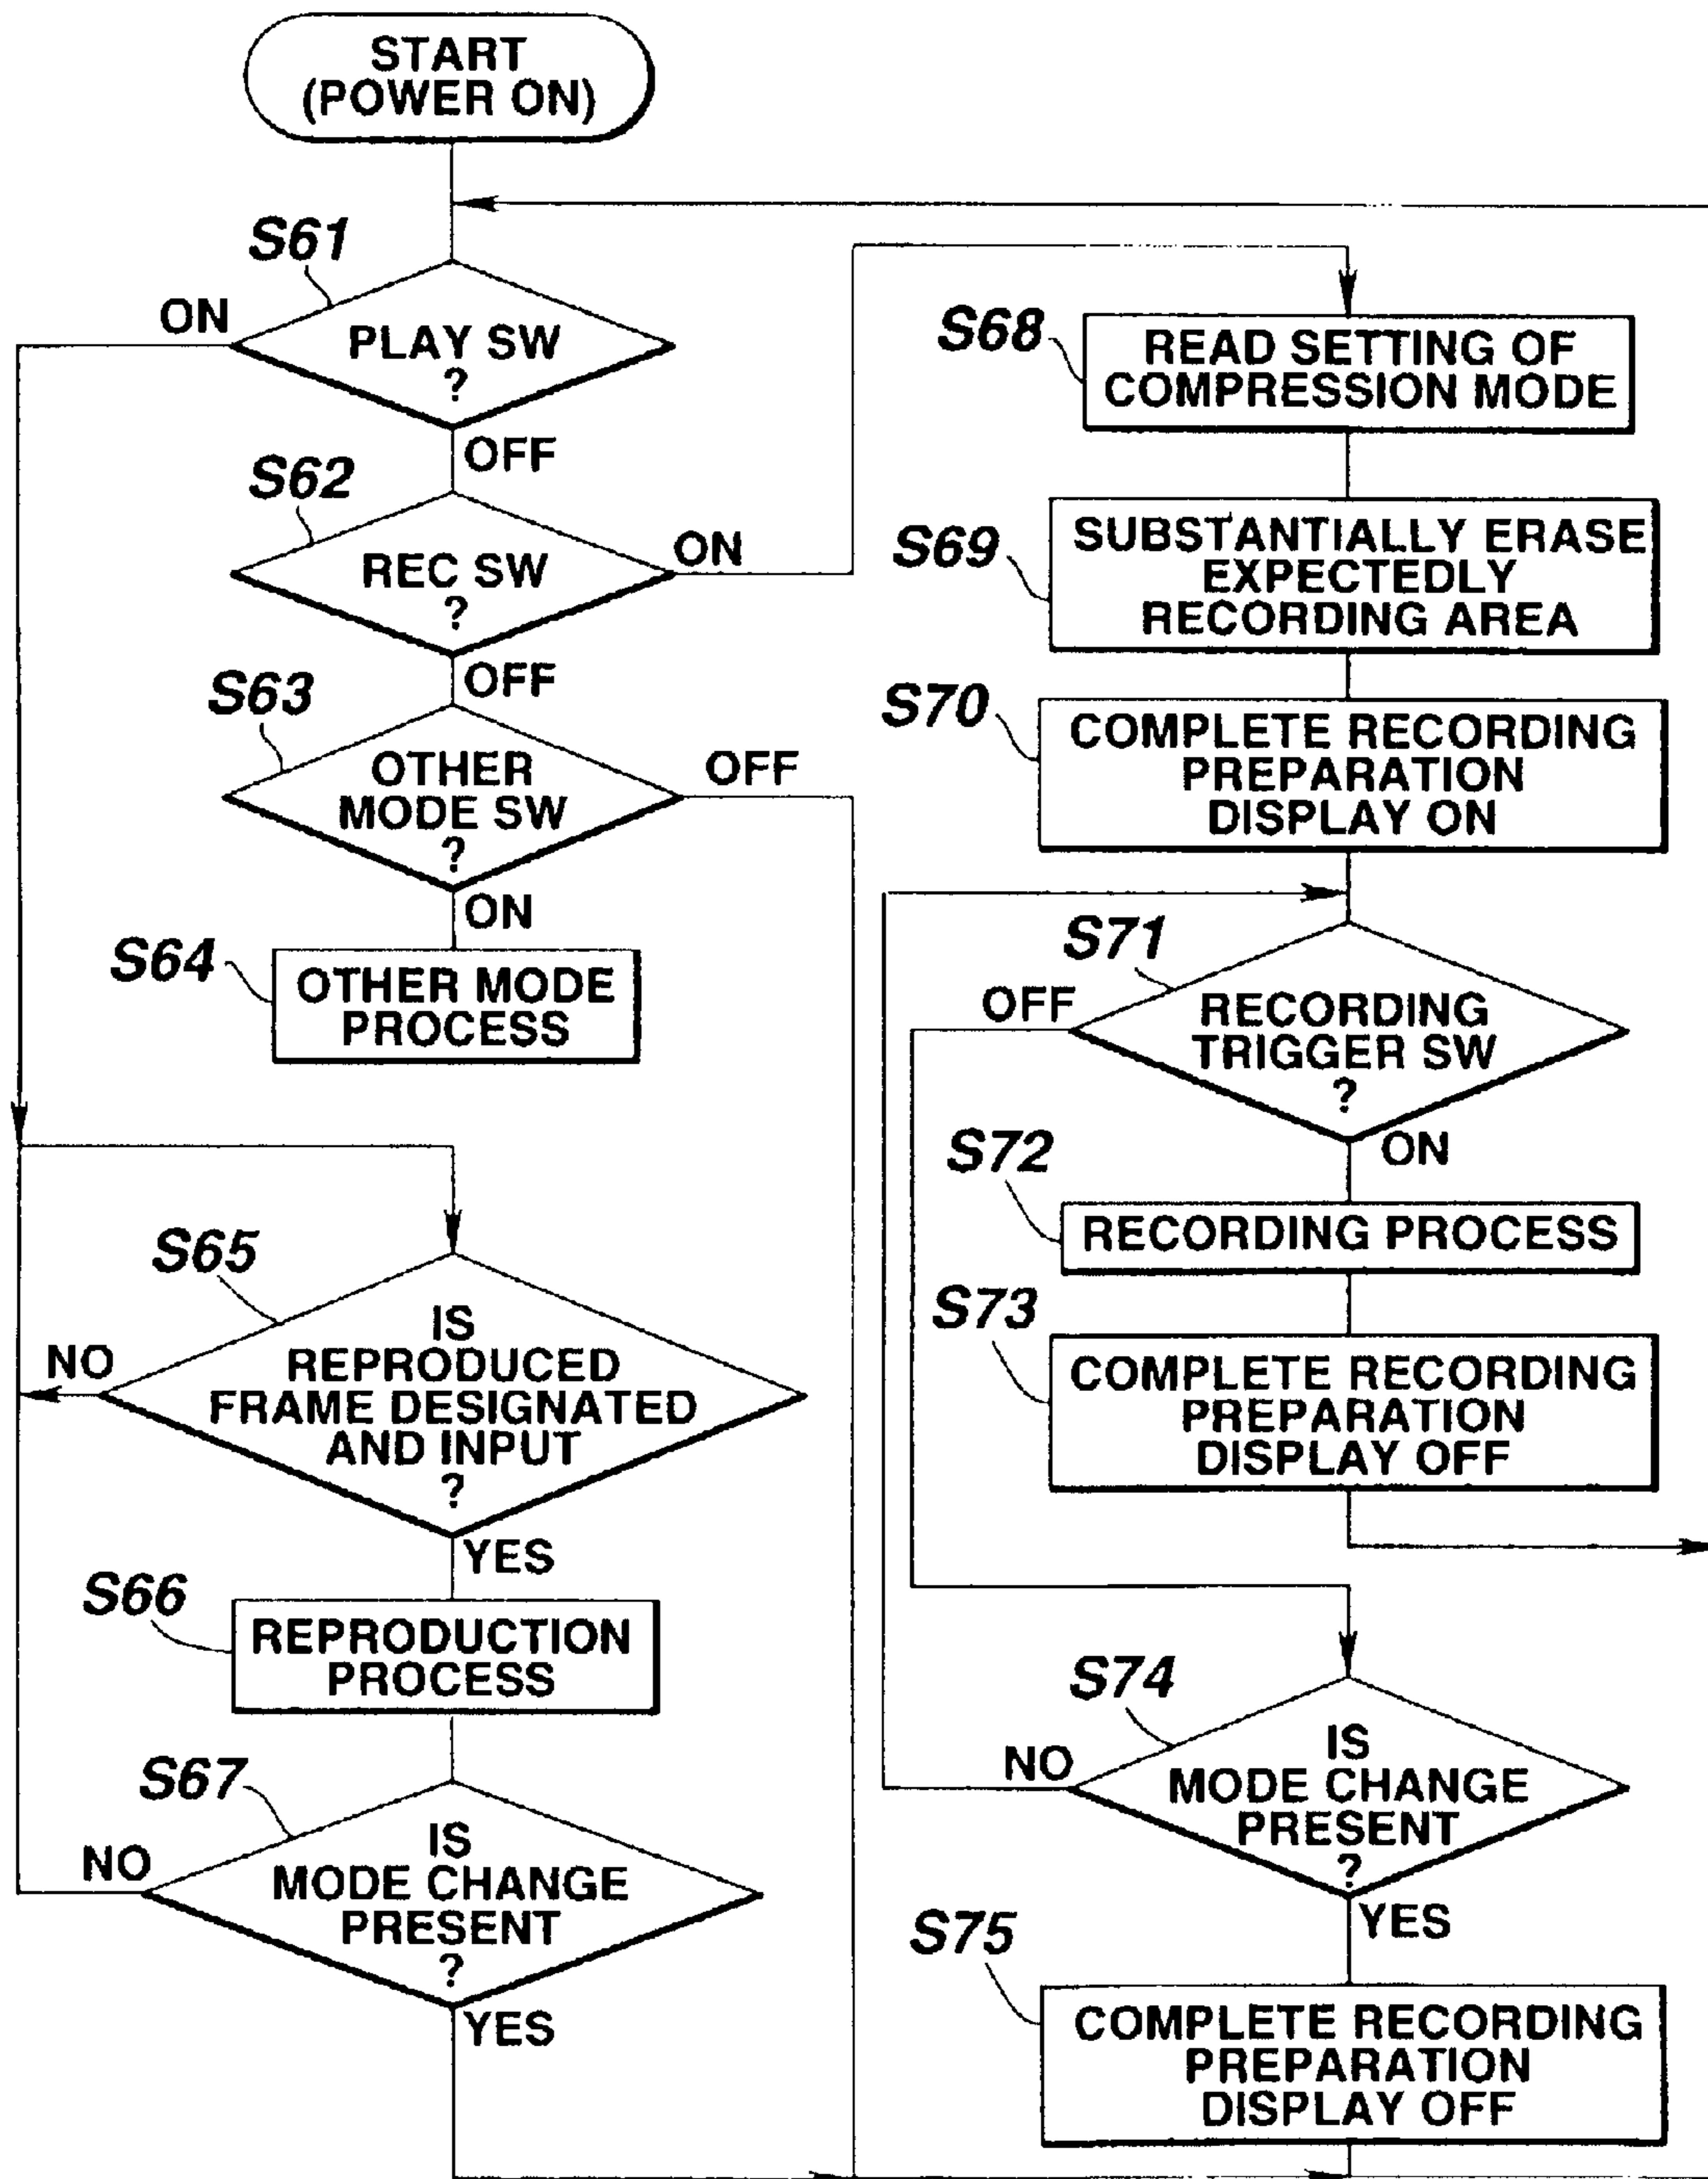 START
(POWER ON)
S61
ON
PLAY SW
?
OFF
S62
REC SW
?
ON
OFF
S63
OTHER
MODE SW
?
OFF
ON
S64
OTHER MODE
PROCESS
S65
IS
REPRODUCED
FRAME DESIGNATED
AND INPUT
?
NO
YES
S66
REPRODUCTION
PROCESS
S67
IS
MODE CHANGE
PRESENT
?
NO
YES
S68
READ SETTING OF
COMPRESSION MODE
S69
SUBSTANTIALLY ERASE
EXPECTEDLY
RECORDING AREA
S70
COMPLETE RECORDING
PREPARATION
DISPLAY ON
S71
OFF
RECORDING
TRIGGER SW
?
ON
S72
RECORDING PROCESS
S73
COMPLETE RECORDING
PREPARATION
DISPLAY OFF
S74
NO
IS
MODE CHANGE
PRESENT
?
YES
S75
COMPLETE RECORDING
PREPARATION
DISPLAY OFF